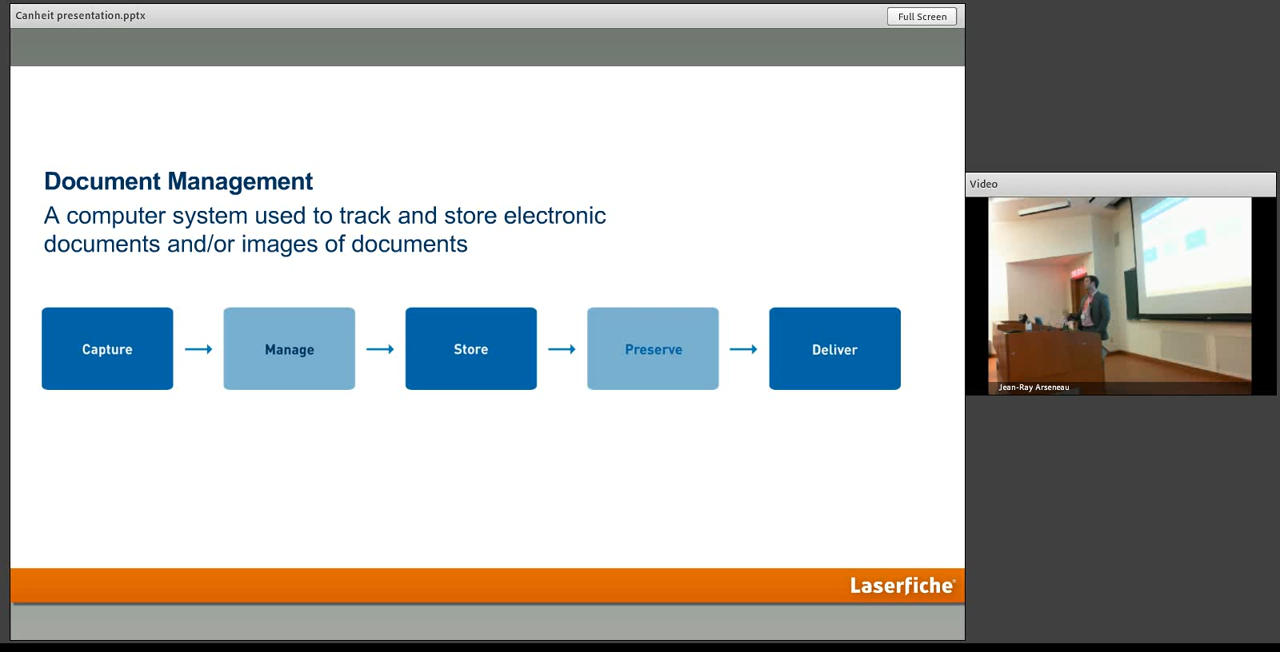 Canheit presentation.pptx
Full Screen
Document Management
A computer system used to track and store electronic
documents and/or images of documents
Capture
Manage
Store
Preserve
Deliver
Laserfiche
Video
Jean-Ray Arseneau